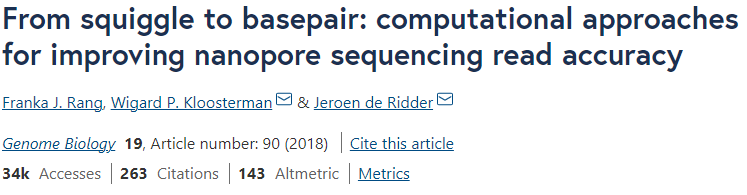 From squiggle to basepair: computational approaches
for improving nanopore sequencing read accuracy
Franka J. Rang, Wigard P. Kloosterman & Jeroen de Ridder
Genome Biology 19, Article number: 90 (2018) Cite this article
34k Accesses 263 Citations 143 Altmetric Metrics